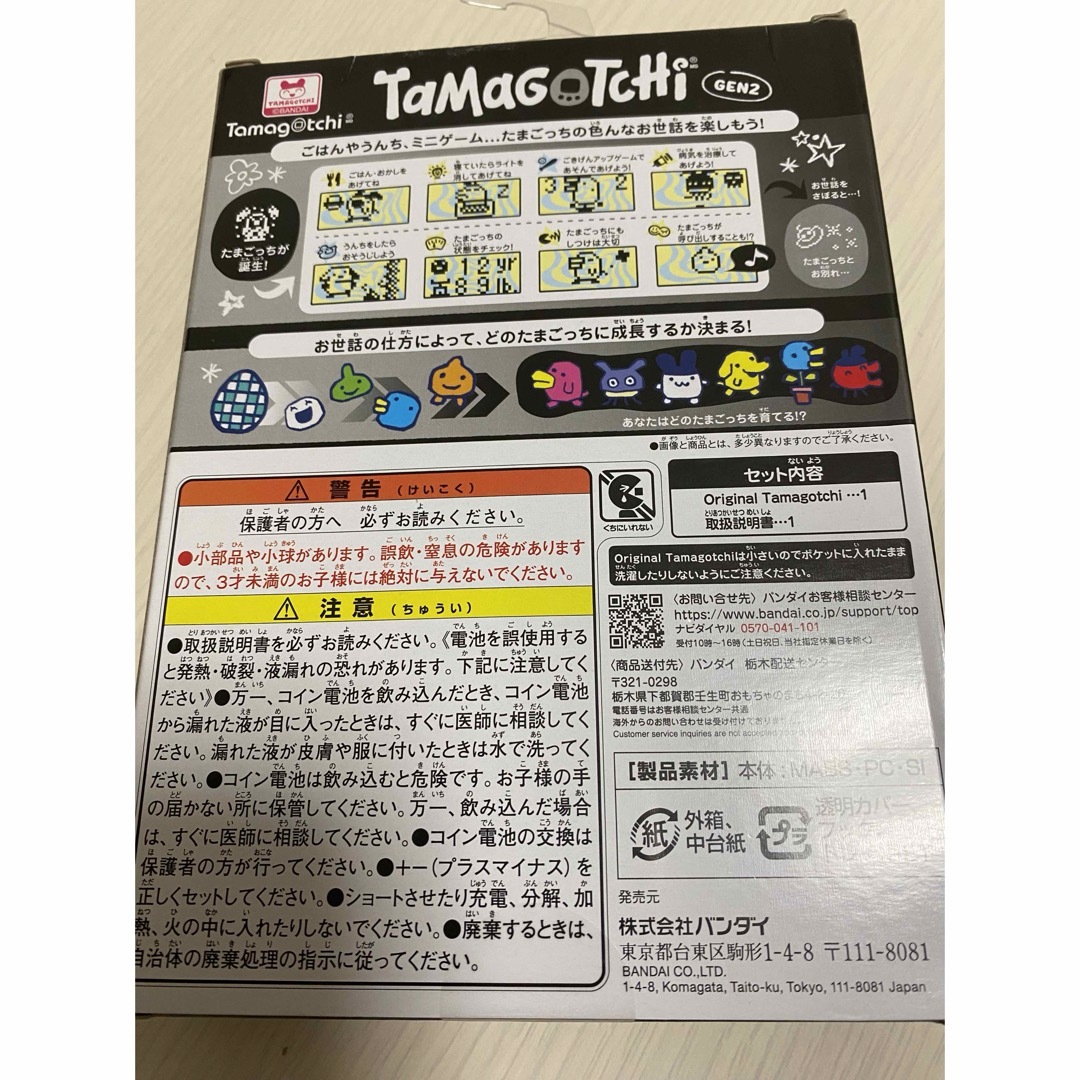 TAMAGOTCHI
©BANDAI
Tamagotchi
TaMaGoTCHi GEN2
ごはんやうんち、ミニゲーム…たまごっちの色んなお世話を楽しもう!
ごはん・おかしを
あげてね
寝ていたらライトを
消してあげてね
ごきげんアップゲームで
あそんであげよう!
病気を治療して
あげよう!
お世話を
さぼると…!
たまごっちが
誕生!
うんちをしたら
おそうじしよう
たまごっちの
状態をチェック!
たまごっちにも
しつけは大切
たまごっちが
呼び出しすることも!?
たまごっちと
お別れ…
お世話の仕方によって、どのたまごっちに成長するか決まる!
あなたはどのたまごっちを育てる!?
●画像と商品とは、多少異なりますのでご了承ください。
警告(けいこく)
保護者の方へ 必ずお読みください。
●小部品や小球があります。誤飲・窒息の危険がありますので、3才未満のお子様には絶対に与えないでください。
注意(ちゅうい)
●取扱説明書を必ずお読みください。《電池を誤使用する
と発熱・破裂・液漏れの恐れがあります。下記に注意してく
ださい》●万一、コイン電池を飲み込んだとき、コイン電池
から漏れた液が目に入ったときは、すぐに医師に相談して
ください。漏れた液が皮膚や服に付いたときは水で洗ってく
ださい。●コイン電池は飲み込むと危険です。お子様の手
の届かない所に保管してください。万一、飲み込んだ場合
は、すぐに医師に相談してください。●コイン電池の交換は
保護者の方が行ってください。●+-(プラスマイナス)を
正しくセットしてください。●ショートさせたり充電、分解、加
熱、火の中に入れたりしないでください。●廃棄するときは、
自治体の廃棄処理の指示に従ってください。
くちにいれない
セット内容
Original Tamagotchi…1
取扱説明書…1
Original Tamagotchiは小さいのでポケットに入れたまま
洗濯したりしないようにご注意ください。
〈お問い合せ先〉バンダイお客様相談センター
https://www.bandai.co.jp/support/top
ナビダイヤル 0570-041-101
受付10時〜16時(土日祝日、当社指定休業日を除く)
〈商品送付先〉バンダイ 栃木配送センタ
〒321-0298
栃木県下都賀郡壬生町おもちゃのまち
電話番号はお客様相談センター共通
海外からのお問い合わせは受け付けておりま
Customer service inquiries are not accepted
[製品素材] 本体:MABS・PC・SI
紙
外箱、
中台紙
プラ
透明カバー
発売元
株式会社バンダイ
東京都台東区駒形1-4-8 〒111-8081
BANDAI CO.,LTD.
1-4-8, Komagata, Taito-ku, Tokyo, 111-8081 Japan